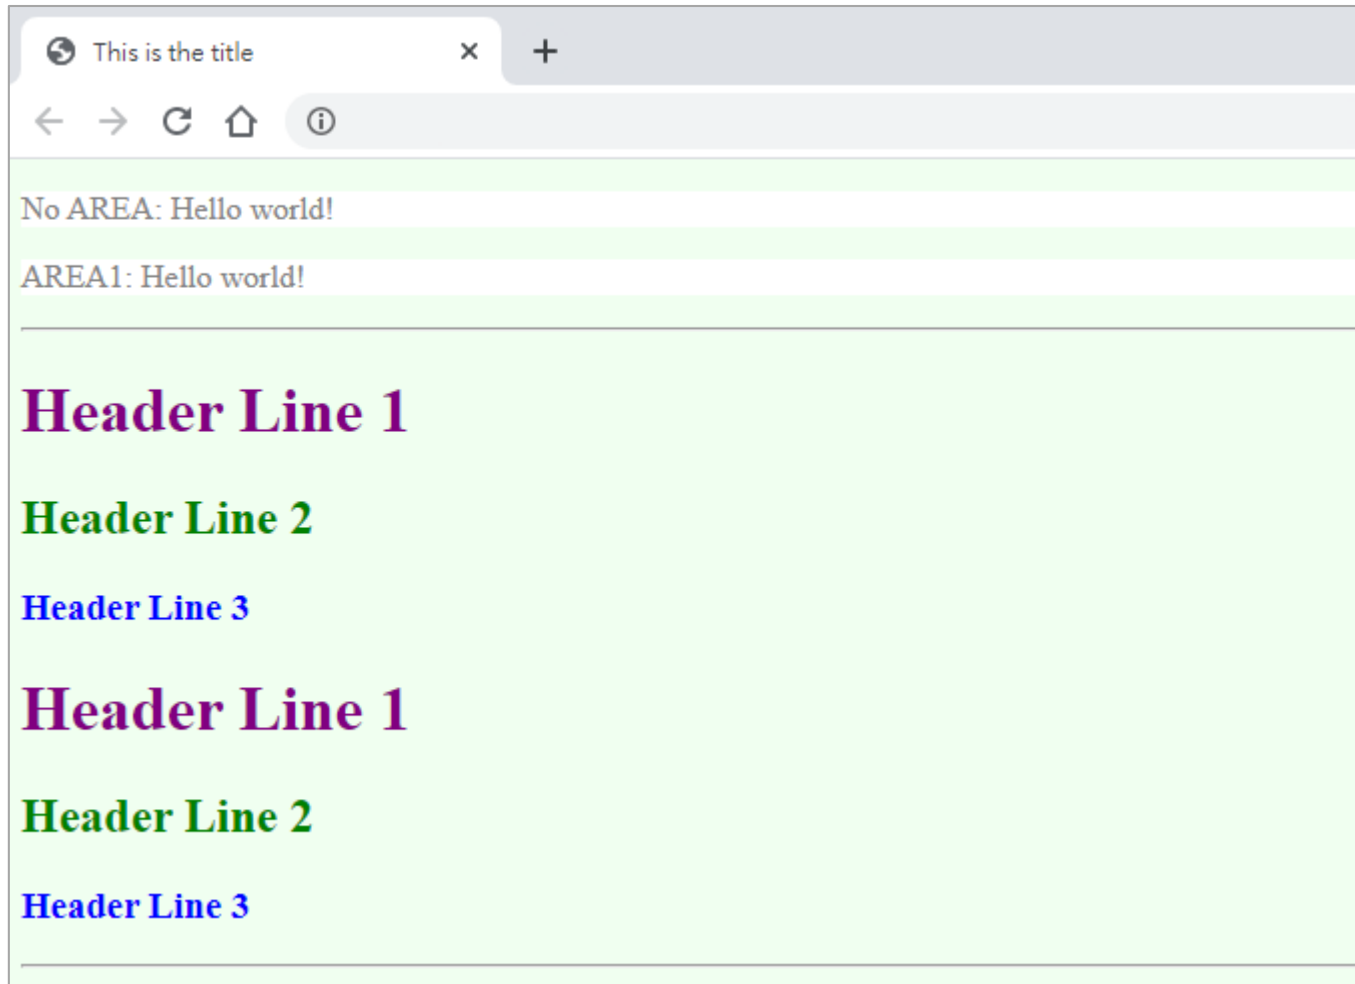 This is the title
No AREA: Hello world!
AREA1: Hello world!
Header Line 1
Header Line 2
Header Line 3
Header Line 1
Header Line 2
Header Line 3